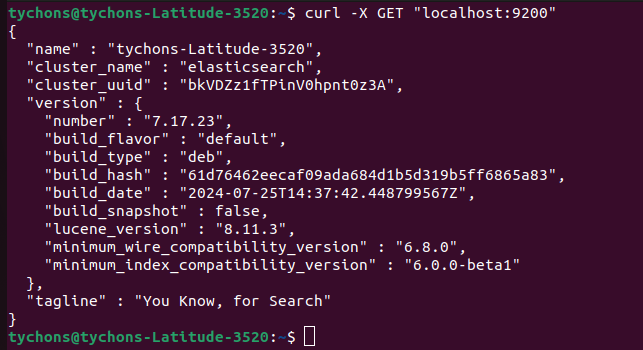 tychons@tychons-Latitude-3520:~$ curl -X GET "localhost:9200"
{
  "name" : "tychons-Latitude-3520",
  "cluster_name" : "elasticsearch",
  "cluster_uuid" : "bkVDZz1fTPinV0hpnt0z3A",
  "version" : {
    "number" : "7.17.23",
    "build_flavor" : "default",
    "build_type" : "deb",
    "build_hash" : "61d76462eecaf09ada684d1b5d319b5ff6865a83",
    "build_date" : "2024-07-25T14:37:42.448799567Z",
    "build_snapshot" : false,
    "lucene_version" : "8.11.3",
    "minimum_wire_compatibility_version" : "6.8.0",
    "minimum_index_compatibility_version" : "6.0.0-beta1"
  },
  "tagline" : "You Know, for Search"
}
tychons@tychons-Latitude-3520:~$